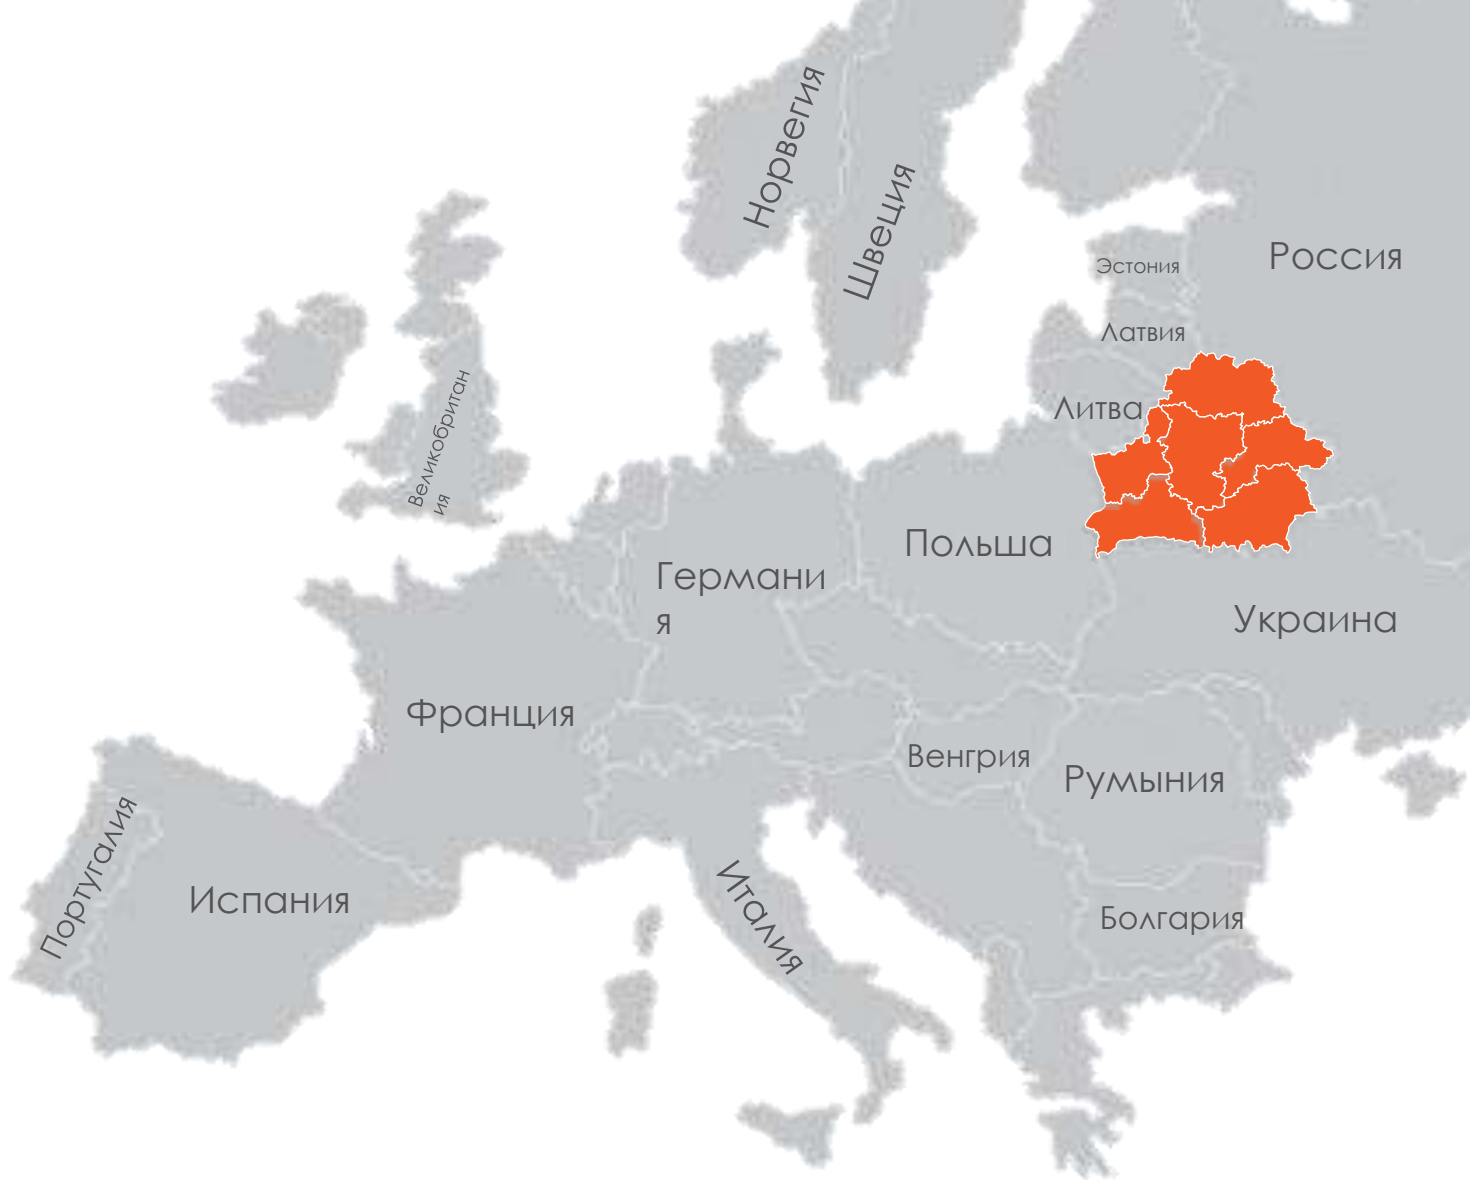 Норвегия
Швеция
Эстония
Россия
Латвия
Литва
Великобритан
ия
Польша
Германи
я
Украина
Франция
Венгрия
Румыния
Португалия
Испания
Италия
Болгария